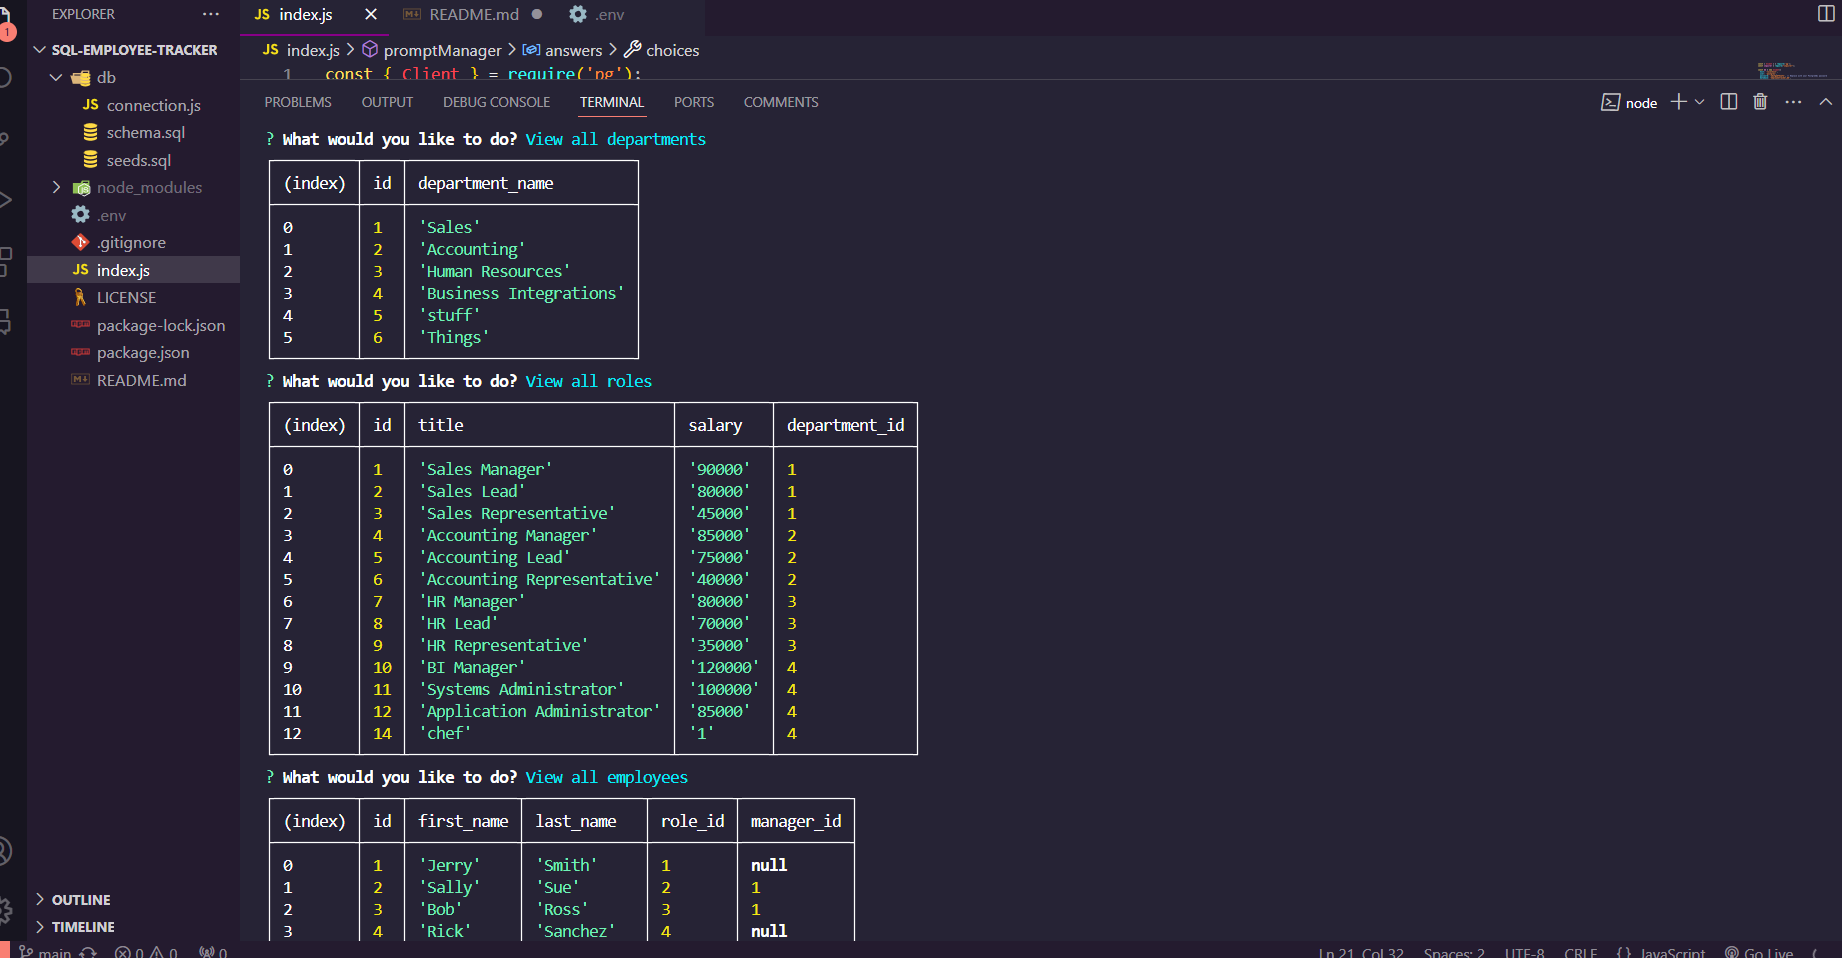 EXPLORER
SQL-EMPLOYEE-TRACKER
db
connection.js
schema.sql
seeds.sql
node_modules
.env
.gitignore
JS index.js
LICENSE
package-lock.json
package.json
README.md
OUTLINE
TIMELINE
1
JS index.js
README.md
.env
JS index.js > promptManager > answers > choices
1 const { Client } = require('pg');
PROBLEMS OUTPUT DEBUG CONSOLE TERMINAL PORTS COMMENTS
node
? What would you like to do? View all departments
(index) id department_name
0 1 'Sales'
1 2 'Accounting'
2 3 'Human Resources'
3 4 'Business Integrations'
4 5 'stuff'
5 6 'Things'
? What would you like to do? View all roles
(index) id title salary department_id
0 1 'Sales Manager' '90000' 1
1 2 'Sales Lead' '80000' 1
2 3 'Sales Representative' '45000' 1
3 4 'Accounting Manager' '85000' 2
4 5 'Accounting Lead' '75000' 2
5 6 'Accounting Representative' '40000' 2
6 7 'HR Manager' '80000' 3
7 8 'HR Lead' '70000' 3
8 9 'HR Representative' '35000' 3
9 10 'BI Manager' '120000' 4
10 11 'Systems Administrator' '100000' 4
11 12 'Application Administrator' '85000' 4
12 14 'chef' '1' 4
? What would you like to do? View all employees
(index) id first_name last_name role_id manager_id
0 1 'Jerry' 'Smith' 1 null
1 2 'Sally' 'Sue' 2 1
2 3 'Bob' 'Ross' 3 1
3 4 'Rick' 'Sanchez' 4 null
main 0 0 0
Ln 21, Col 32 Spaces: 2 UTF-8 CRLF {} JavaScript Go Live